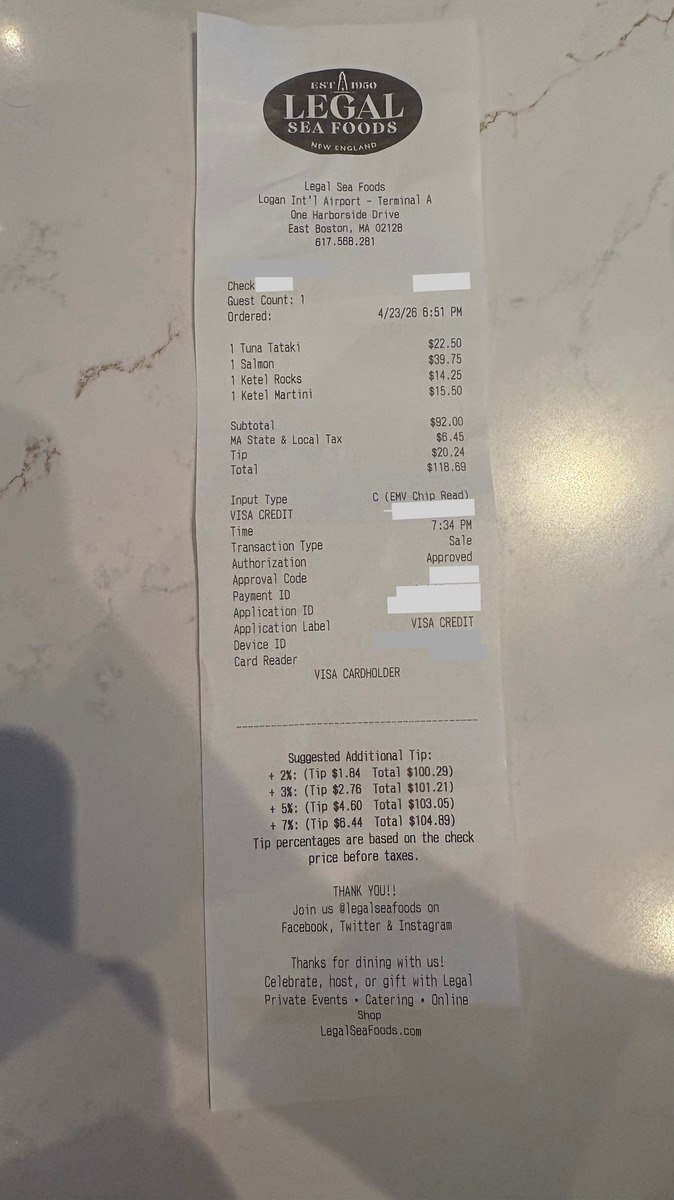 EST 1950
LEGAL
SEA FOODS
NEW ENGLAND
Legal Sea Foods
Logan Int'l Airport - Terminal A
One Harborside Drive
East Boston, MA 02128
617.568.281
Check
Guest Count: 1
Ordered: 4/23/26 6:51 PM
1 Tuna Tataki $22.50
1 Salmon $39.75
1 Ketel Rocks $14.25
1 Ketel Martini $15.50
Subtotal $92.00
MA State & Local Tax $6.45
Tip $20.24
Total $118.69
Input Type C (EMV Chip Read)
VISA CREDIT
Time 7:34 PM
Transaction Type Sale
Authorization Approved
Approval Code
Payment ID
Application ID
Application Label VISA CREDIT
Device ID
Card Reader
VISA CARDHOLDER
Suggested Additional Tip:
+ 2%: (Tip $1.84 Total $100.29)
+ 3%: (Tip $2.76 Total $101.21)
+ 5%: (Tip $4.60 Total $103.05)
+ 7%: (Tip $6.44 Total $104.89)
Tip percentages are based on the check
price before taxes.
THANK YOU!!
Join us @legalseafoods on
Facebook, Twitter & Instagram
Thanks for dining with us!
Celebrate, host, or gift with Legal
Private Events • Catering • Online
Shop
LegalSeaFoods.com